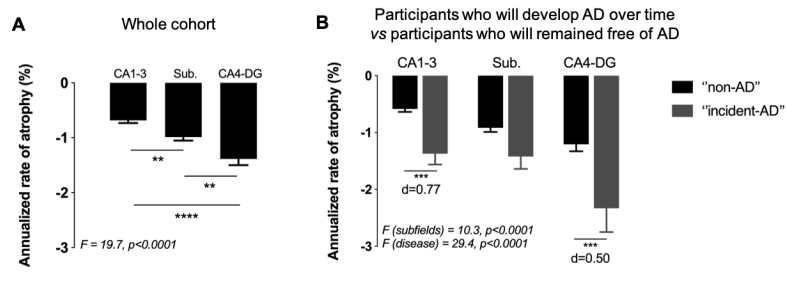 A
Whole cohort
CA1-3 Sub. CA4-DG
Annualized rate of atrophy (%)
0
-1
-2
-3
**
**
****
F = 19.7, p<0.0001
B
Participants who will develop AD over time
vs participants who will remained free of AD
CA1-3 Sub. CA4-DG
Annualized rate of atrophy (%)
0
-1
-2
-3
***
d=0.77
F (subfields) = 10.3, p<0.0001
F (disease) = 29.4, p<0.0001
***
d=0.50
"non-AD"
"incident-AD"